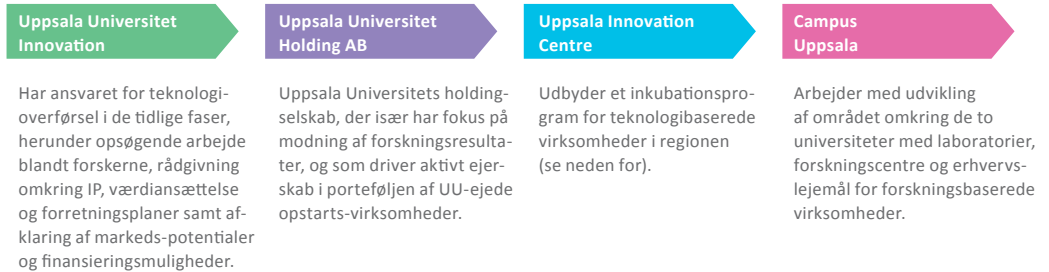 Uppsala Universitet
Innovation
Har ansvaret for teknologi-
overførsel i de tidlige faser,
herunder opsøgende arbejde
blandt forskerne, rådgivning
omkring IP, værdiansættelse
og forretningsplaner samt af-
klaring af markeds-potentialer
og finansieringsmuligheder.
Uppsala Universitet
Holding AB
Uppsala Universitets holding-
selskab, der især har fokus på
modning af forskningsresulta-
ter, og som driver aktivt ejer-
skab i porteføljen af UU-ejede
opstarts-virksomheder.
Uppsala Innovation
Centre
Udbyder et inkubationspro-
gram for teknologibaserede
virksomheder i regionen
(se neden for).
Campus
Uppsala
Arbejder med udvikling
af området omkring de to
universiteter med laboratorier,
forskningscentre og erhvervs-
lejemål for forskningsbaserede
virksomheder.